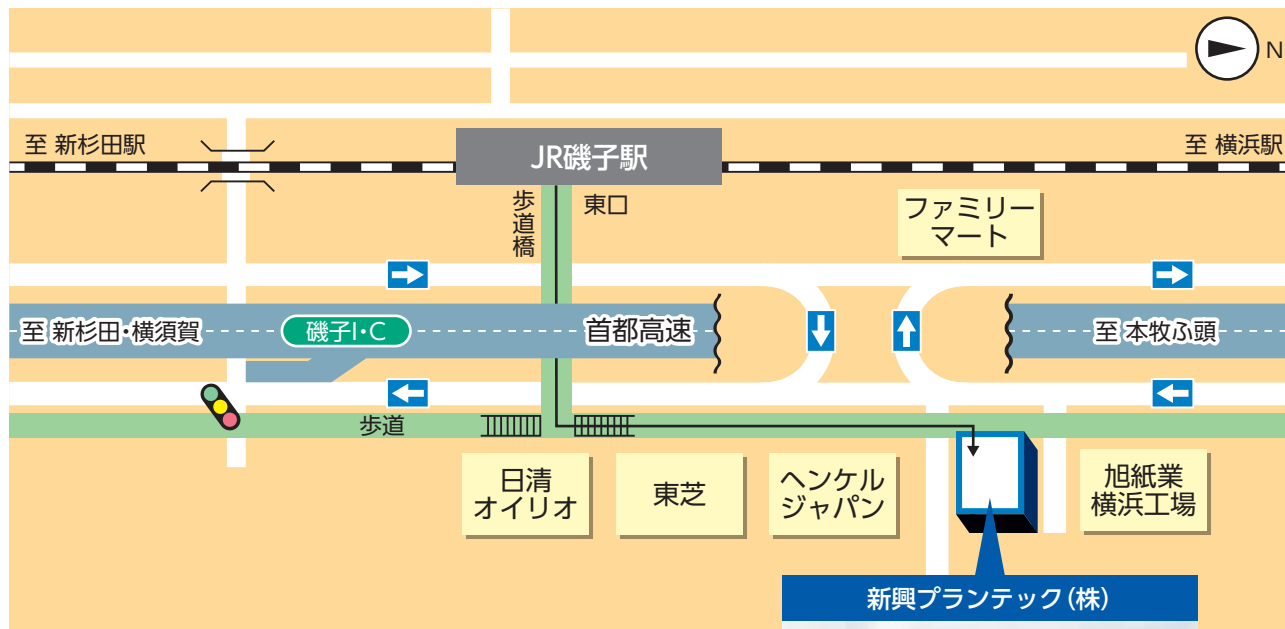 N
至 新杉田駅
JR磯子駅
至 横浜駅
歩道橋
東口
ファミリー
マート
至 新杉田・横須賀
磯子I・C
首都高速
至 本牧ふ頭
歩道
日清
オイリオ
東芝
ヘンケル
ジャパン
旭紙業
横浜工場
新興プランテック(株)